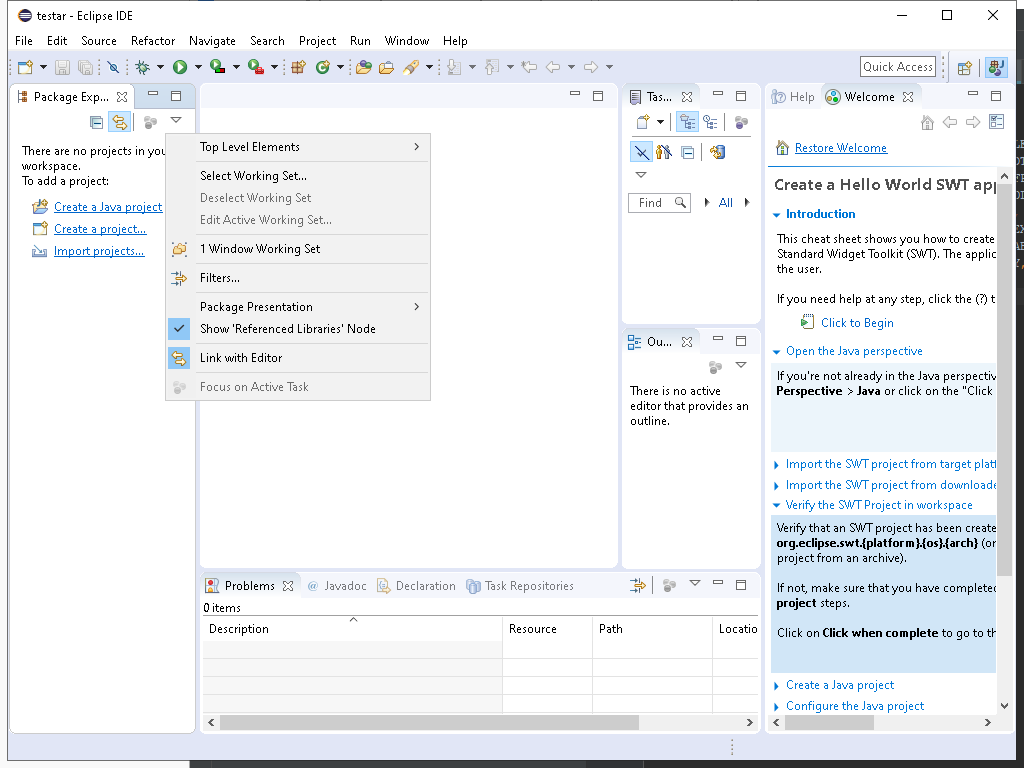 testar - Eclipse IDE
File Edit Source Refactor Navigate Search Project Run Window Help
Quick Access
Package Exp...
There are no projects in you
workspace.
To add a project:
Create a Java project
Create a project...
Import projects...
Top Level Elements
Select Working Set...
Deselect Working Set
Edit Active Working Set...
1 Window Working Set
Filters...
Package Presentation
Show 'Referenced Libraries' Node
Link with Editor
Focus on Active Task
Tas...
Find
All
Ou...
There is no active
editor that provides an
outline.
Help Welcome
Restore Welcome
Create a Hello World SWT app
Introduction
This cheat sheet shows you how to create
Standard Widget Toolkit (SWT). The applic
the user.
If you need help at any step, click the (?) t
Click to Begin
Open the Java perspective
If you're not already in the Java perspectiv
Perspective > Java or click on the "Click
Import the SWT project from target platf
Import the SWT project from downloade
Verify the SWT Project in workspace
Verify that an SWT project has been create
org.eclipse.swt.{platform}.{os}.{arch} (or
project from an archive).
If not, make sure that you have completed
project steps.
Click on Click when complete to go to th
Create a Java project
Configure the Java project
Problems @ Javadoc Declaration Task Repositories
0 items
Description Resource Path Locatio